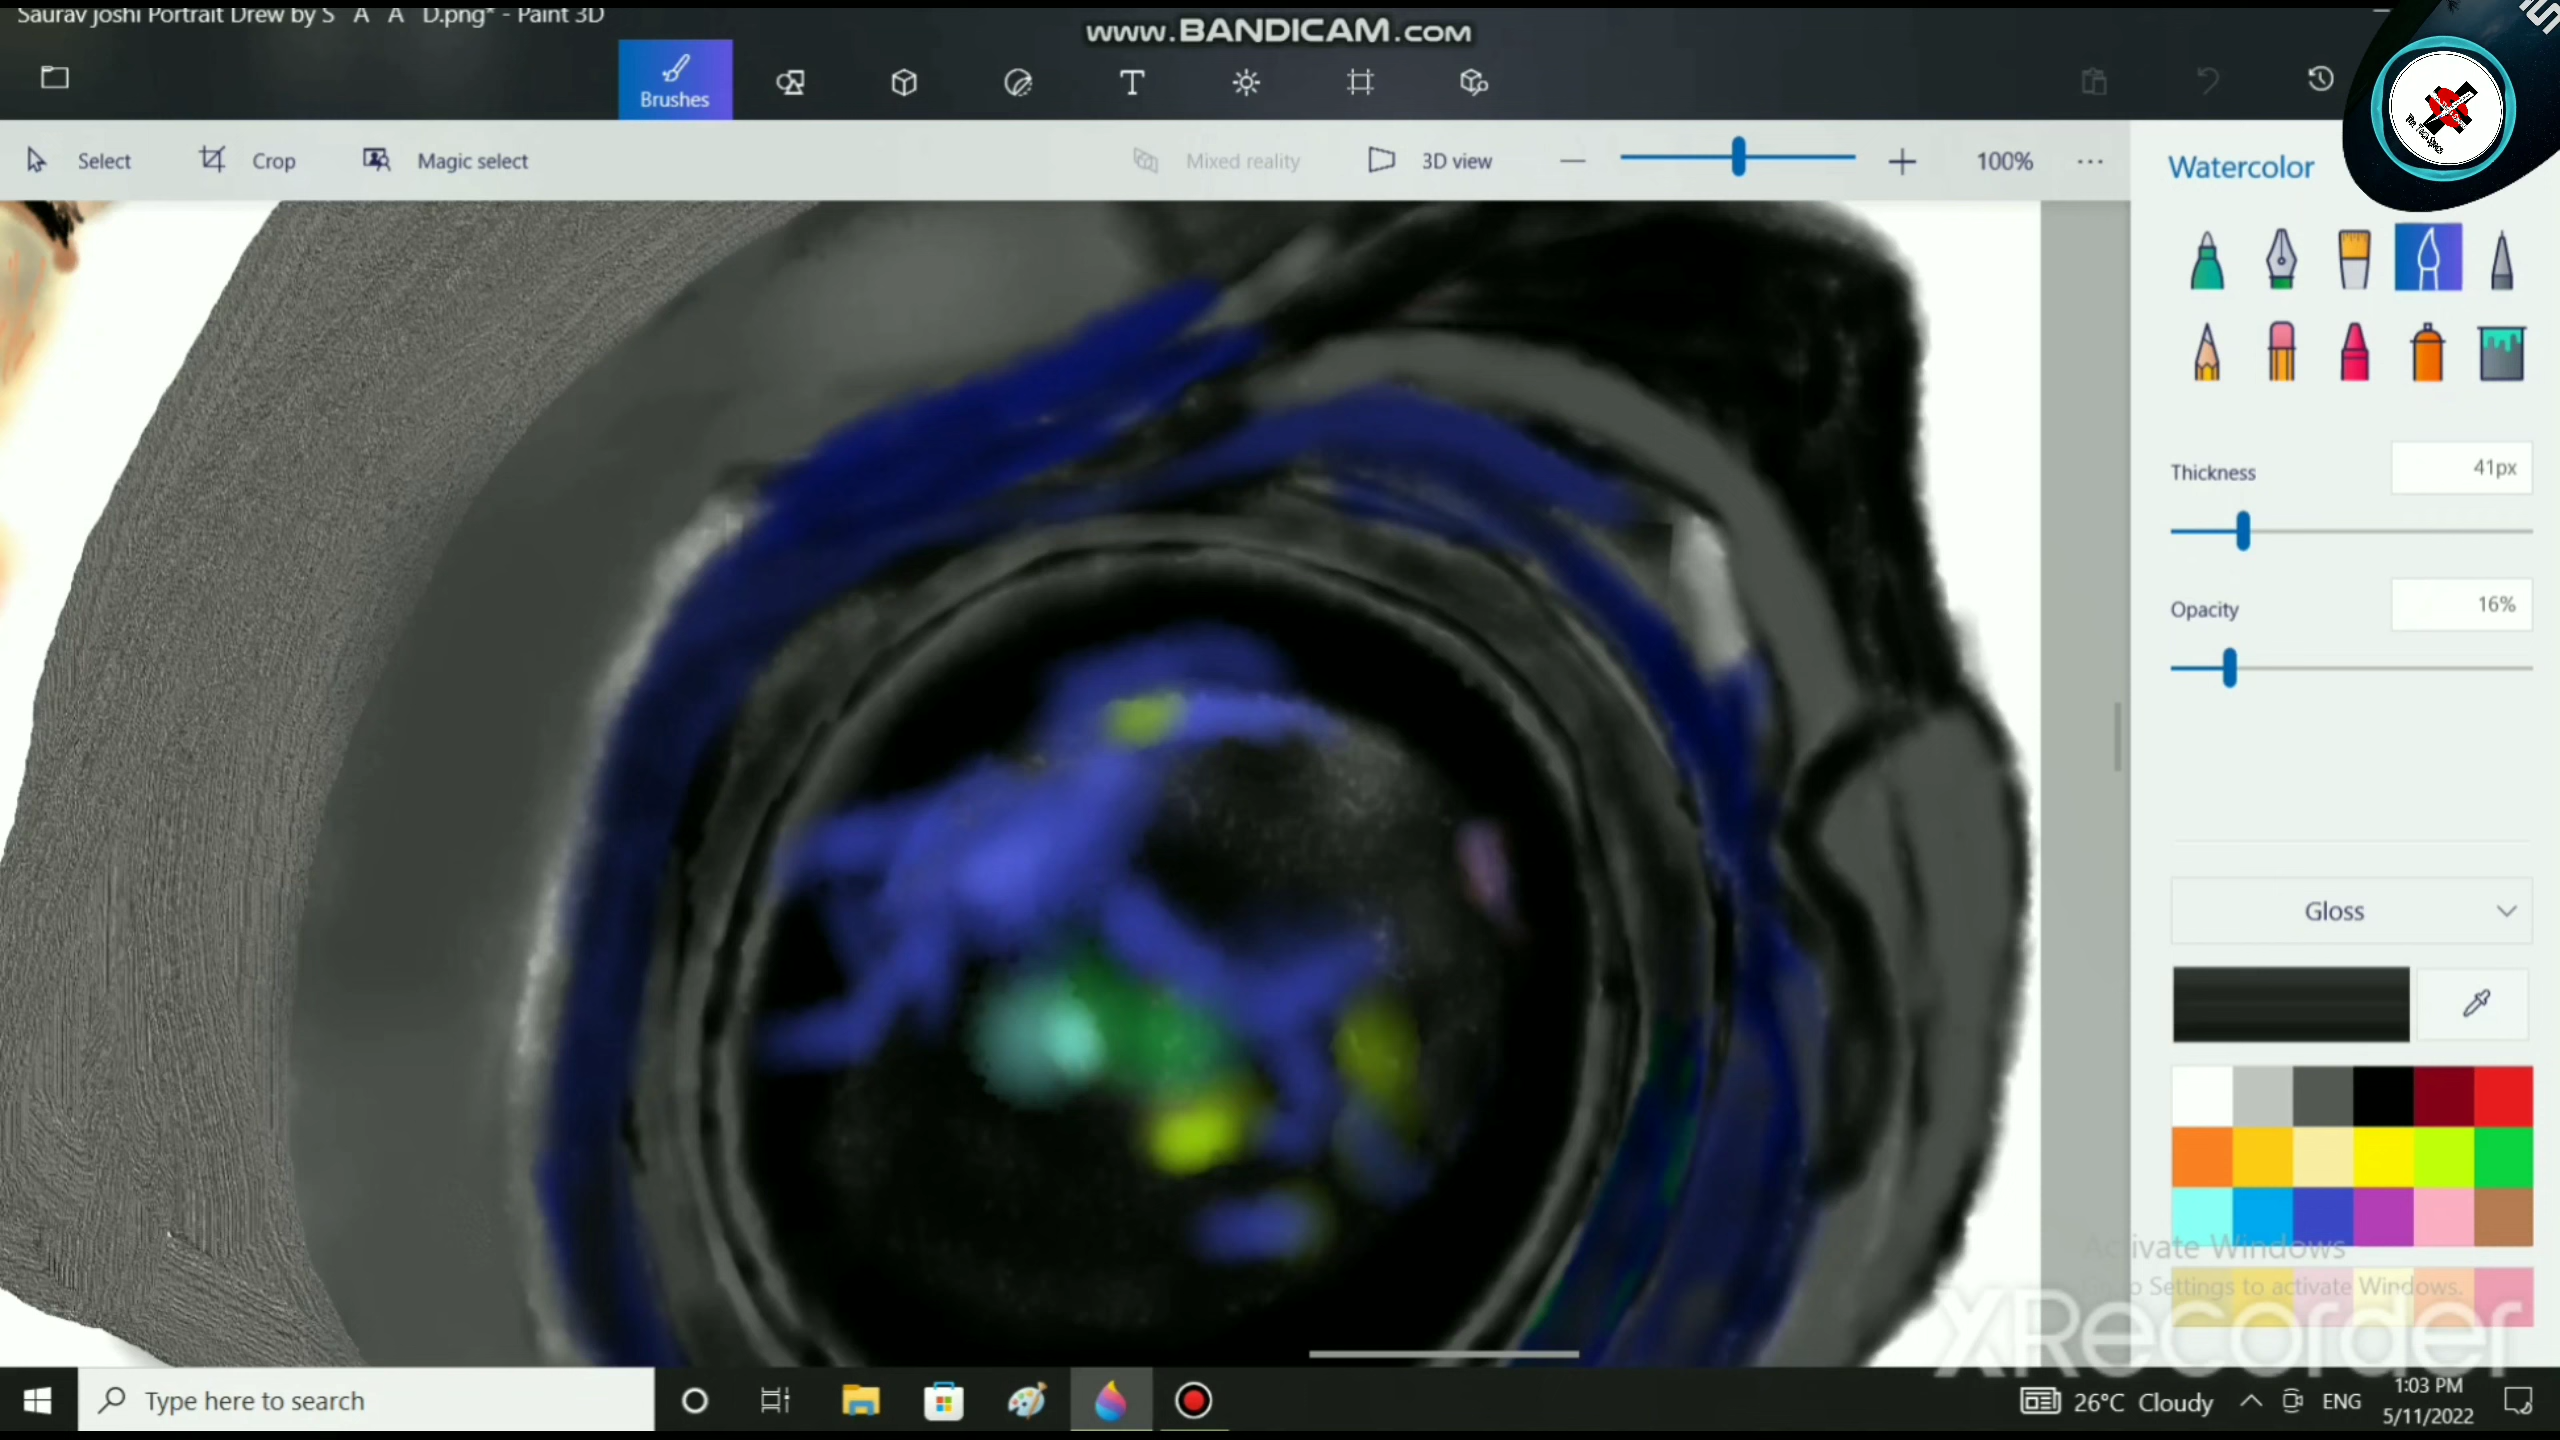 Saurav joshi Portrait Drew by S A A D.png* - Paint 3D
www.BANDICAM.com
Brushes
T
Select
Crop
Magic select
Mixed reality
3D view
100%
Watercolor
Thickness
41px
Opacity
16%
Gloss
Activate Windows
Settings to activate Windows.
XRecorder
Type here to search
26°C Cloudy
ENG
1:03 PM
5/11/2022